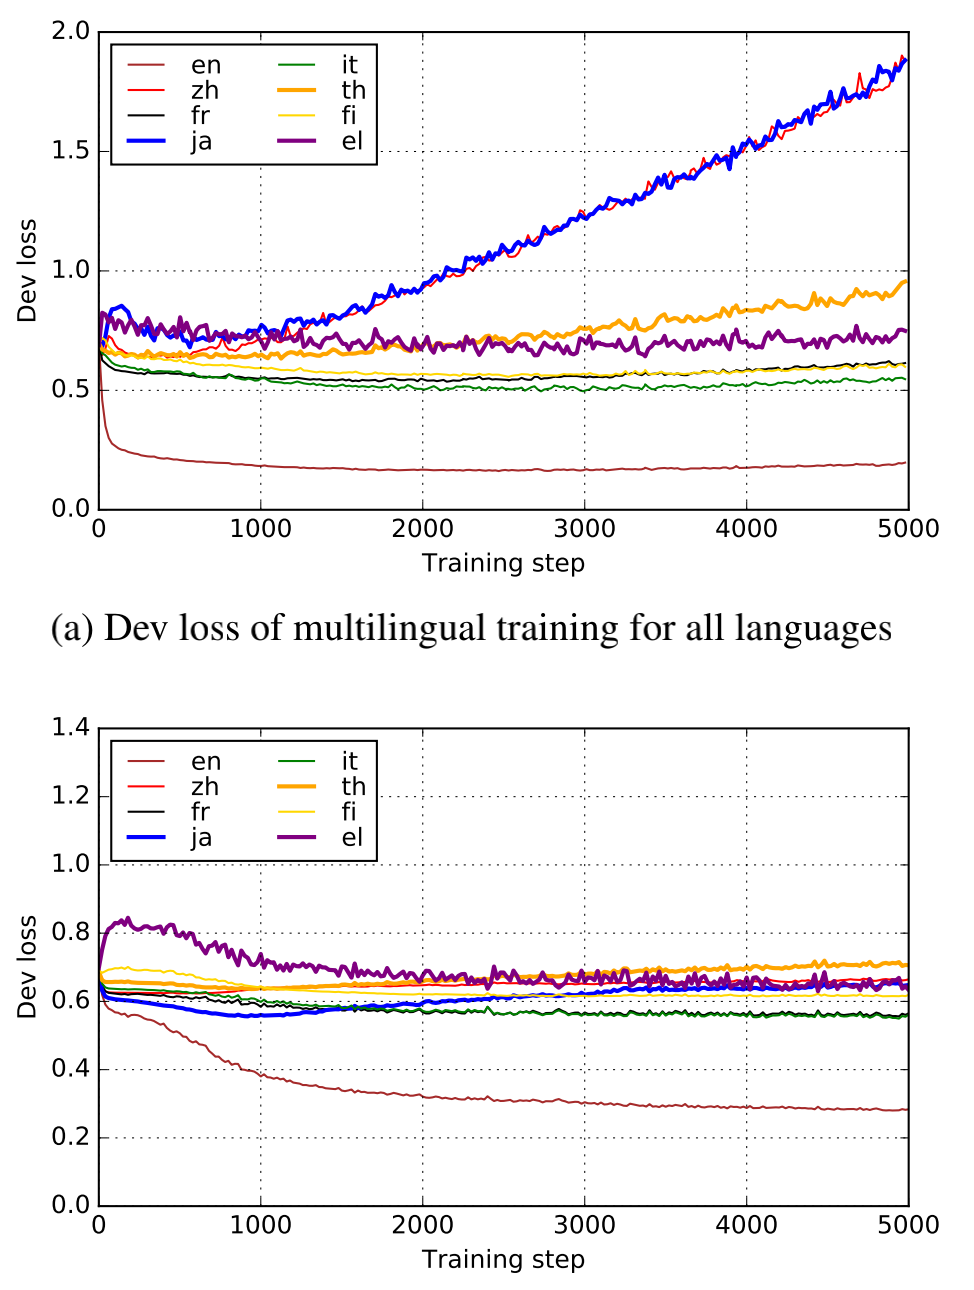 2.0
1.5
1.0
0.5
0.0
Dev loss
en it
zh th
fr fi
ja el
0 1000 2000 3000 4000 5000
Training step
(a) Dev loss of multilingual training for all languages
1.4
1.2
1.0
0.8
0.6
0.4
0.2
0.0
Dev loss
en it
zh th
fr fi
ja el
0 1000 2000 3000 4000 5000
Training step